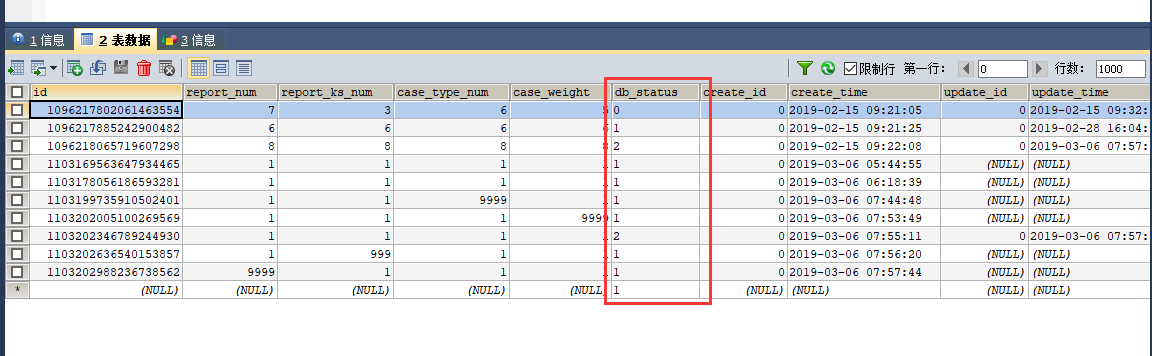 1 信息 2 表数据 3 信息
限制行 第一行: 0 行数: 1000
id report_num report_ks_num case_type_num case_weight db_status create_id create_time update_id update_time
1096217802061463554 7 3 6 5 0 0 2019-02-15 09:21:05 0 2019-02-15 09:32:
1096217885242900482 6 6 6 6 1 0 2019-02-15 09:21:25 0 2019-02-28 16:04:
1096218065719607298 8 8 8 8 2 0 2019-02-15 09:22:08 0 2019-03-06 07:57:
1103169563647934465 1 1 1 1 1 0 2019-03-06 05:44:55 (NULL) (NULL)
1103178056186593281 1 1 1 1 1 0 2019-03-06 06:18:39 (NULL) (NULL)
1103199735910502401 1 1 9999 1 1 0 2019-03-06 07:44:48 (NULL) (NULL)
1103202005100269569 1 1 1 9999 1 0 2019-03-06 07:53:49 (NULL) (NULL)
1103202346789244930 1 1 1 1 2 0 2019-03-06 07:55:11 0 2019-03-06 07:57:
1103202636540153857 1 999 1 1 1 0 2019-03-06 07:56:20 (NULL) (NULL)
1103202988236738562 9999 1 1 1 1 0 2019-03-06 07:57:44 (NULL) (NULL)
* (NULL) (NULL) (NULL) (NULL) (NULL) 1 (NULL) (NULL) (NULL) (NULL)